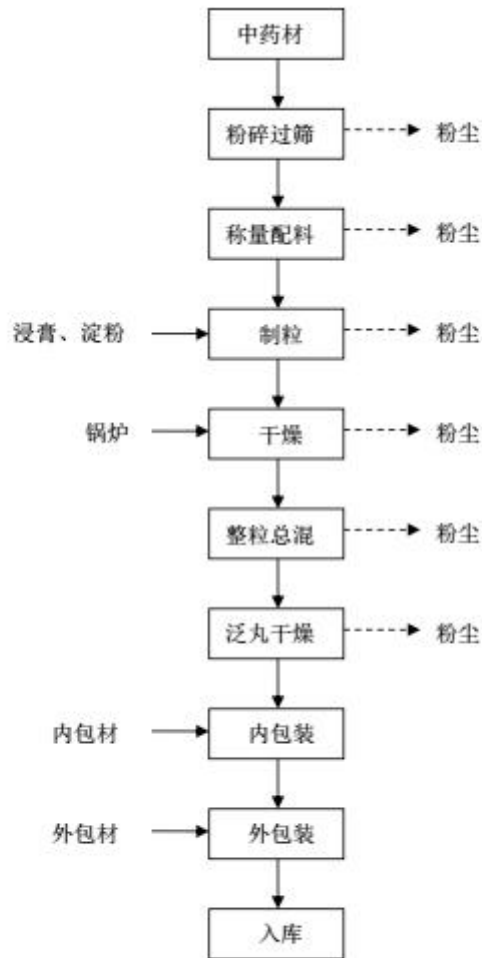 中药材
粉碎过筛 粉尘
称量配料 粉尘
浸膏、淀粉 制粒 粉尘
锅炉 干燥 粉尘
整粒总混 粉尘
泛丸干燥 粉尘
内包材 内包装
外包材 外包装
入库